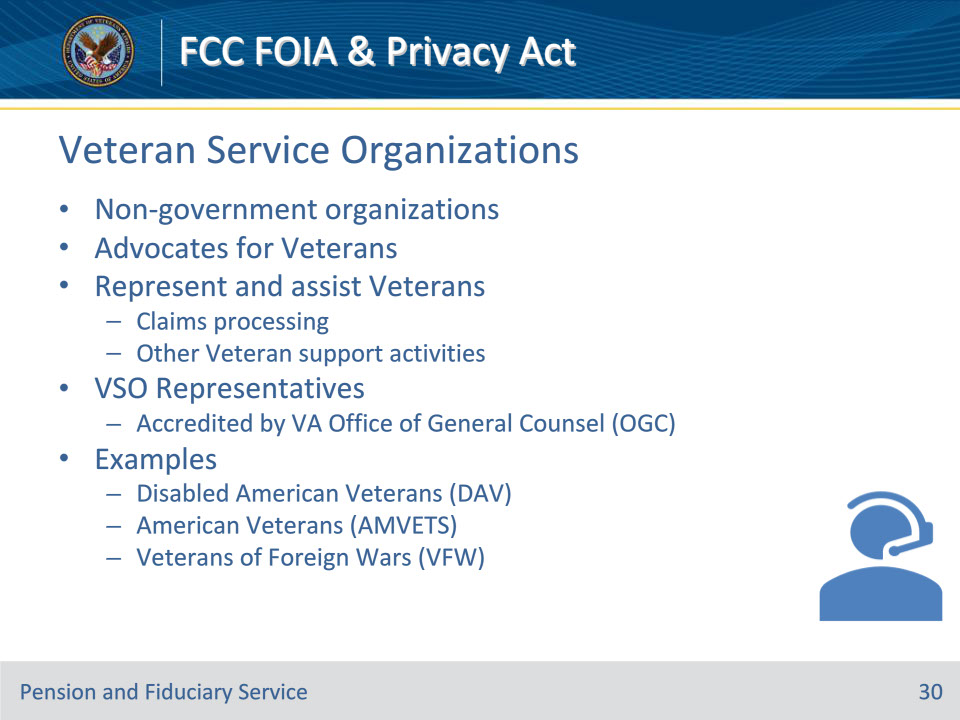 FCC FOIA & Privacy Act
Veteran Service Organizations
• Non-government organizations
• Advocates for Veterans
• Represent and assist Veterans
– Claims processing
– Other Veteran support activities
• VSO Representatives
– Accredited by VA Office of General Counsel (OGC)
• Examples
– Disabled American Veterans (DAV)
– American Veterans (AMVETS)
– Veterans of Foreign Wars (VFW)
Pension and Fiduciary Service
30